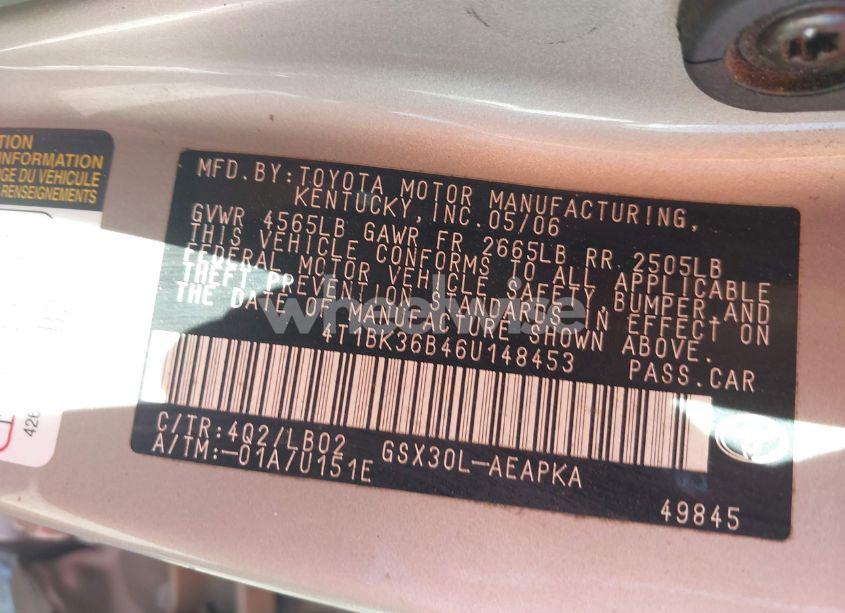 TION
INFORMATION
GE DU VEHICULE
RENSEIGNEMENTS
MFD.BY:TOYOTA MOTOR MANUFACTURING,
KENTUCKY,INC.05/06
GVWR 4565LB GAWR FR 2665LB RR 2505LB
THIS VEHICLE CONFORMS TO ALL APPLICABLE
FEDERAL MOTOR VEHICLE SAFETY,BUMPER,AND
THEFT PREVENTION STANDARDS IN EFFECT ON
THE DATE OF MANUFACTURE SHOWN ABOVE.
4T1BK36B46U148453 PASS.CAR
C/TR:4Q2/LB02 GSX30L-AEAPKA
A/TM:-01A/U151E
49845
426
wheelwise